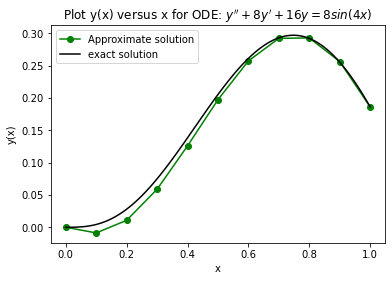 Plot y(x) versus x for ODE: y'' + 8y' + 16y = 8sin(4x)
Approximate solution
exact solution
y(x)
0.30
0.25
0.20
0.15
0.10
0.05
0.00
0.0 0.2 0.4 0.6 0.8 1.0
x